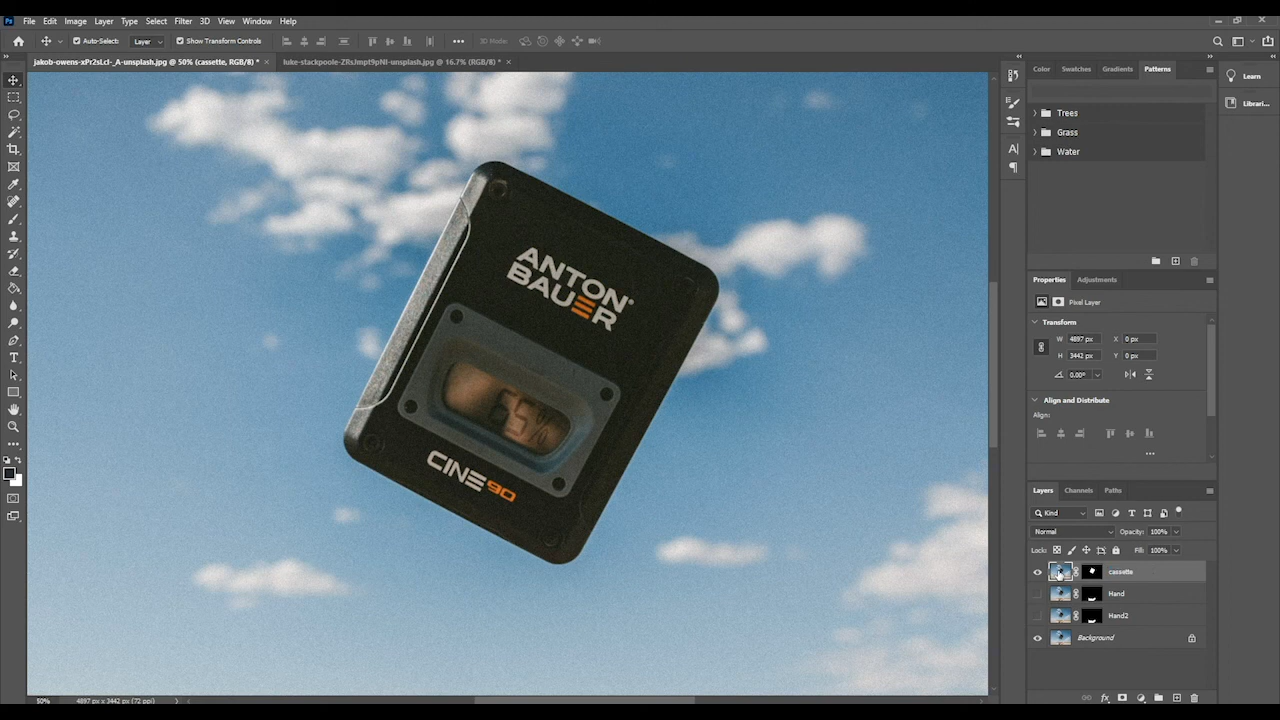 File Edit Image Layer Type Select Filter 3D View Window Help
Auto-Select: Layer Show Transform Controls 3D Mode:
jakob-owens-xPr2sLcI-_A-unsplash.jpg @ 50% (cassette, RGB/8) *
luke-stackpoole-ZRsJmpt9pNI-unsplash.jpg @ 16.7% (RGB/8) *
Color Swatches Gradients Patterns
Learn
Librari...
Trees
Grass
Water
ANTON
BAUER
CINE 90
Properties Adjustments
Pixel Layer
Transform
W 4897 px X 0 px
H 3442 px Y 0 px
0.00°
Align and Distribute
Align:
Layers Channels Paths
Kind
Normal Opacity: 100%
Lock: Fill: 100%
cassette
Hand
Hand2
Background
50% 4897 px x 3442 px (72 ppi)